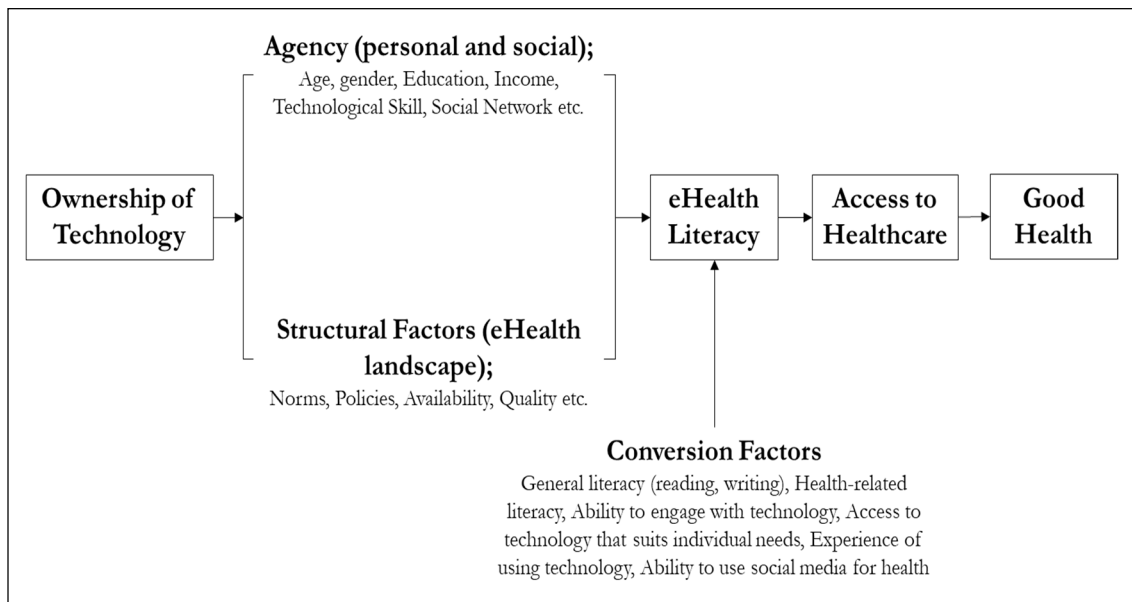 Agency (personal and social);
Age, gender, Education, Income,
Technological Skill, Social Network etc.
Ownership of
Technology
eHealth
Literacy
Access to
Healthcare
Good
Health
Structural Factors (eHealth
landscape);
Norms, Policies, Availability, Quality etc.
Conversion Factors
General literacy (reading, writing), Health-related
literacy, Ability to engage with technology, Access to
technology that suits individual needs, Experience of
using technology, Ability to use social media for health